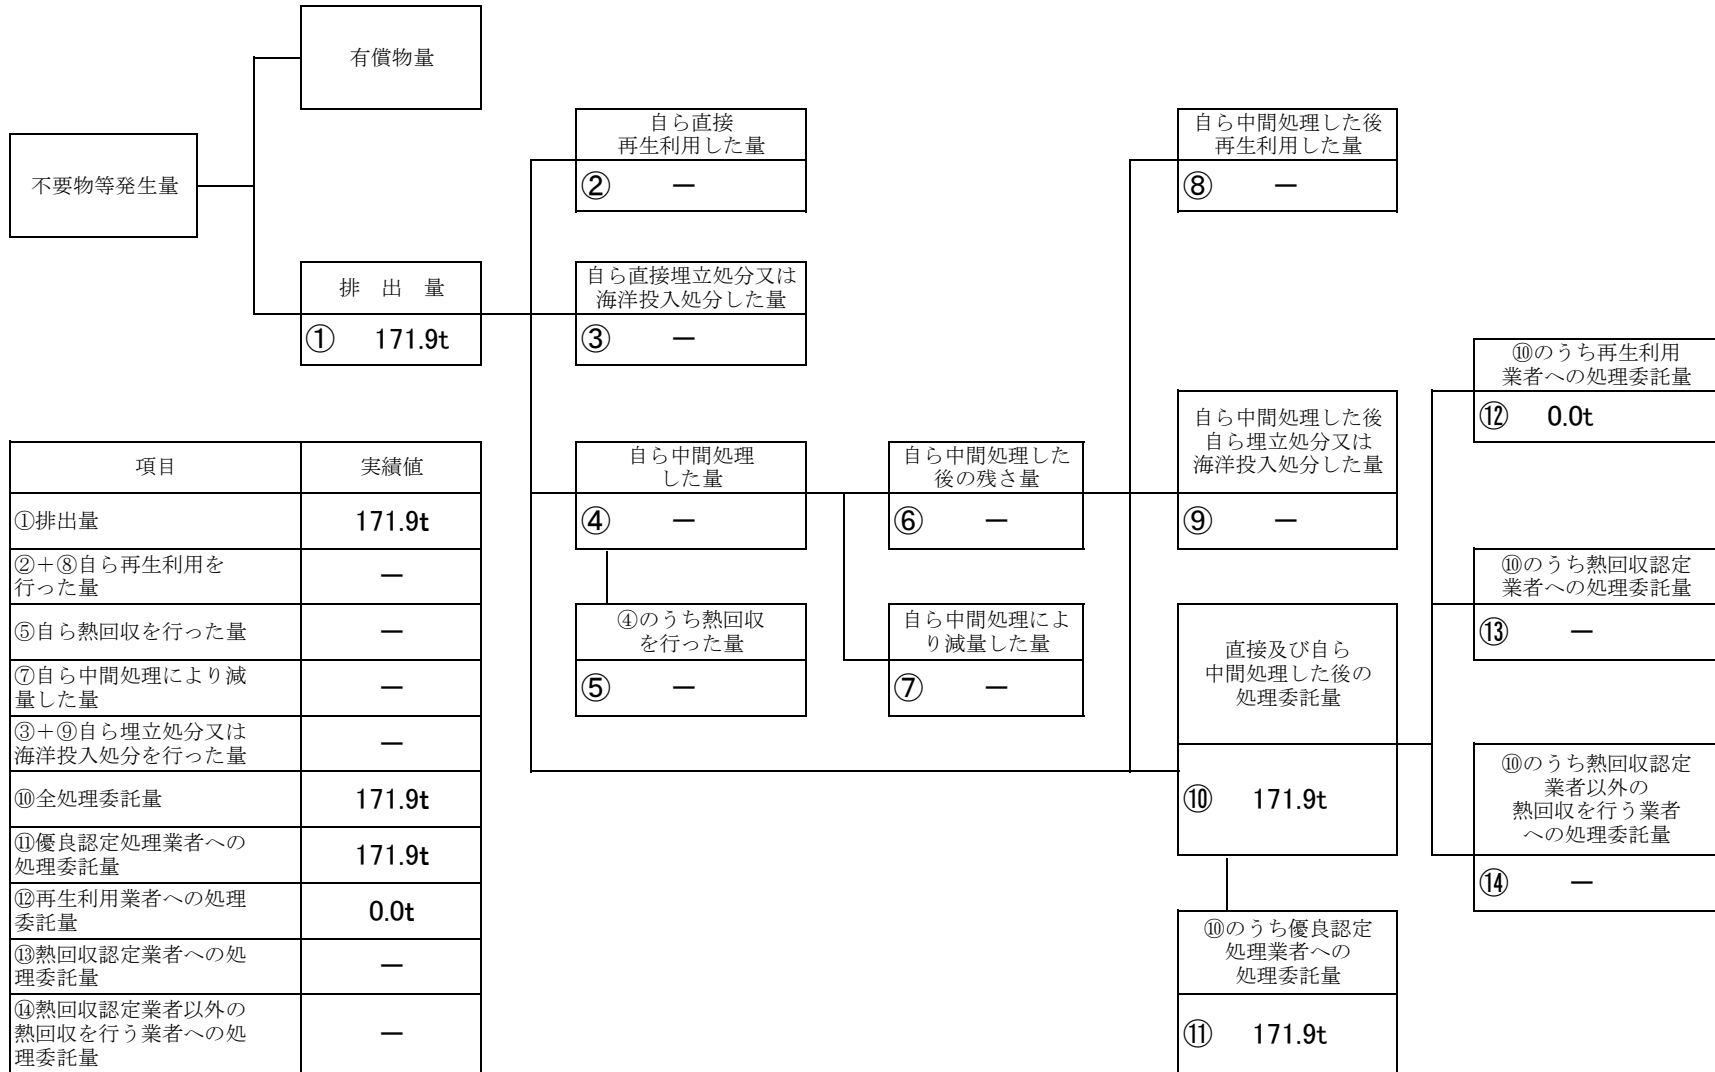 有償物量
不要物等発生量
排 出 量
① 171.9t
自ら直接
再生利用した量
② －
自ら直接埋立処分又は
海洋投入処分した量
③ －
自ら中間処理
した量
④ －
④のうち熱回収
を行った量
⑤ －
自ら中間処理した
後の残さ量
⑥ －
自ら中間処理によ
り減量した量
⑦ －
自ら中間処理した後
再生利用した量
⑧ －
自ら中間処理した後
自ら埋立処分又は
海洋投入処分した量
⑨ －
直接及び自ら
中間処理した後の
処理委託量
⑩ 171.9t
⑩のうち優良認定
処理業者への
処理委託量
⑪ 171.9t
⑩のうち再生利用
業者への処理委託量
⑫ 0.0t
⑩のうち熱回収認定
業者への処理委託量
⑬ －
⑩のうち熱回収認定
業者以外の
熱回収を行う業者
への処理委託量
⑭ －
項目 実績値
①排出量 171.9t
②＋⑧自ら再生利用を
行った量 －
⑤自ら熱回収を行った量 －
⑦自ら中間処理により減
量した量 －
③＋⑨自ら埋立処分又は
海洋投入処分を行った量 －
⑩全処理委託量 171.9t
⑪優良認定処理業者への
処理委託量 171.9t
⑫再生利用業者への処理
委託量 0.0t
⑬熱回収認定業者への処
理委託量 －
⑭熱回収認定業者以外の
熱回収を行う業者への処
理委託量 －